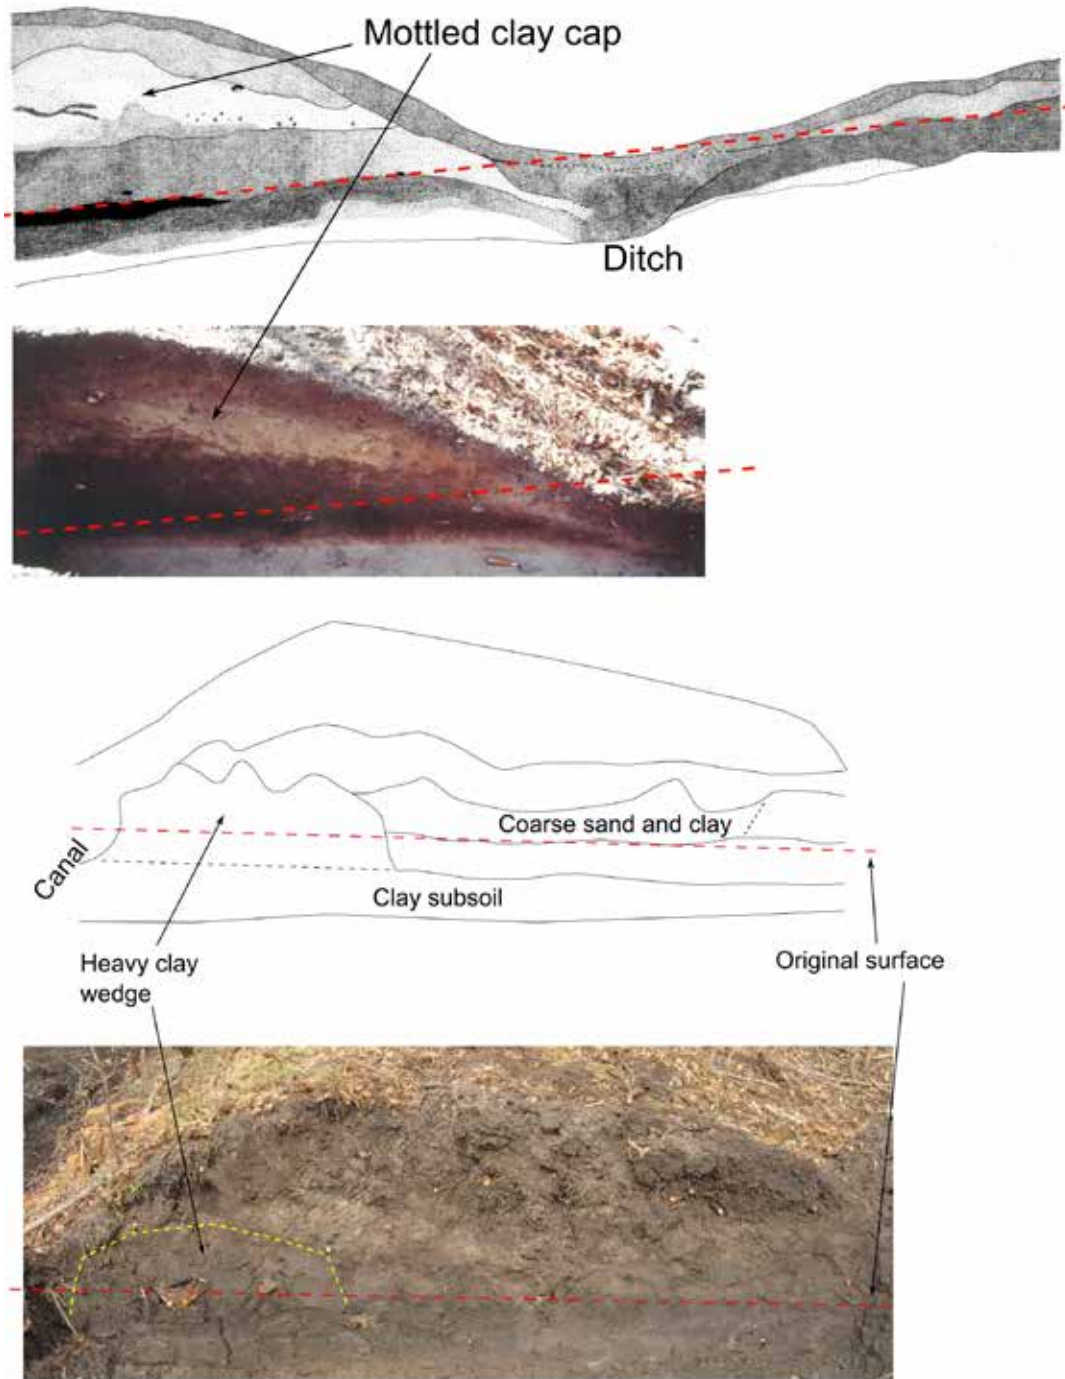 Mottled clay cap
Ditch
Coarse sand and clay
Canal
Clay subsoil
Heavy clay
wedge
Original surface